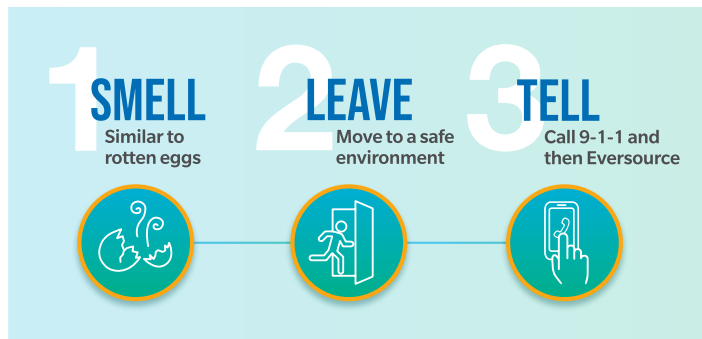 1
SMELL
Similar to
rotten eggs
2
LEAVE
Move to a safe
environment
3
TELL
Call 9-1-1 and
then Eversource